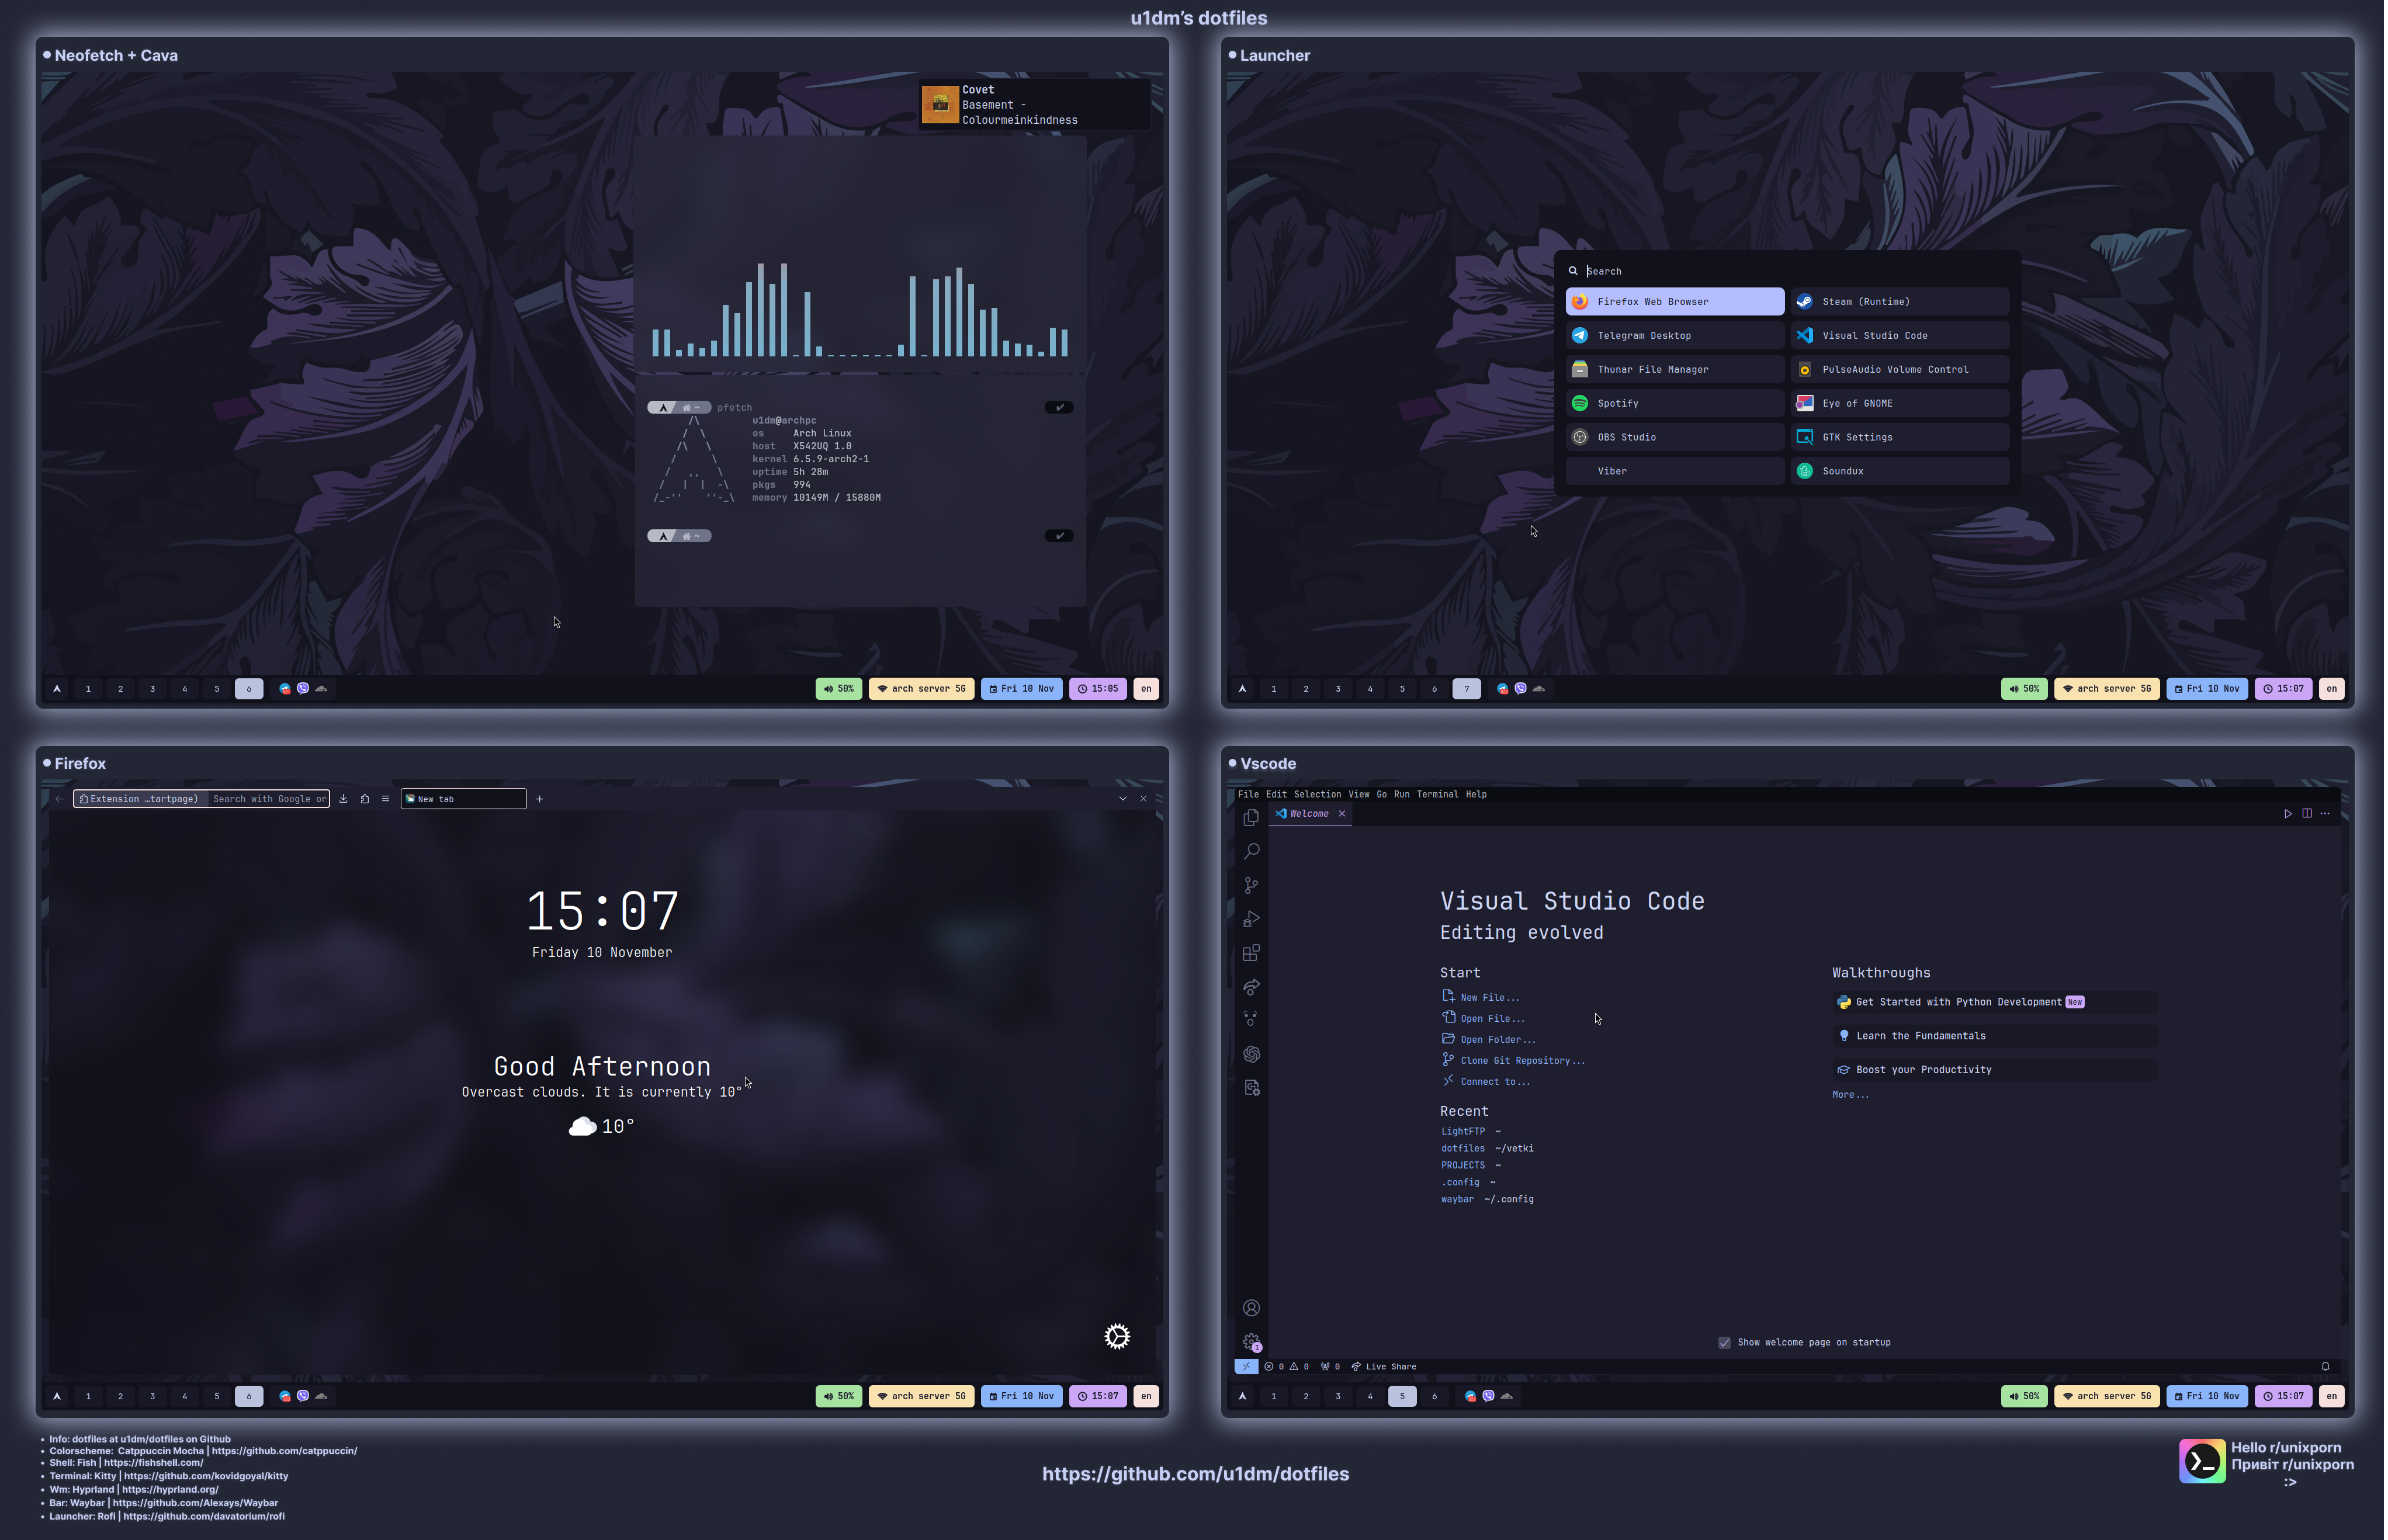 u1dm’s dotfiles
Neofetch + Cava
Covet
Basement -
Colourmeinkindness
~ pfetch
/\
/ \
/\ \
/ \
/ ,, \
/ | | -\
/_-'' ''-_\
u1dm@archpc
os Arch Linux
host X542UQ 1.0
kernel 6.5.9-arch2-1
uptime 5h 28m
pkgs 994
memory 10149M / 15880M
~
1 2 3 4 5 6
50% arch server 5G Fri 10 Nov 15:05 en
Launcher
Search
Firefox Web Browser Steam (Runtime)
Telegram Desktop Visual Studio Code
Thunar File Manager PulseAudio Volume Control
Spotify Eye of GNOME
OBS Studio GTK Settings
Viber Soundux
1 2 3 4 5 6 7
50% arch server 5G Fri 10 Nov 15:07 en
Firefox
Extension …tartpage) Search with Google or New tab
15:07
Friday 10 November
Good Afternoon
Overcast clouds. It is currently 10°
10°
1 2 3 4 5 6
50% arch server 5G Fri 10 Nov 15:07 en
Vscode
File Edit Selection View Go Run Terminal Help
Welcome
Visual Studio Code
Editing evolved
Start
New File...
Open File...
Open Folder...
Clone Git Repository...
Connect to...
Recent
LightFTP ~
dotfiles ~/vetki
PROJECTS ~
.config ~
waybar ~/.config
Walkthroughs
Get Started with Python Development New
Learn the Fundamentals
Boost your Productivity
More...
Show welcome page on startup
1
0 0 0 Live Share
1 2 3 4 5 6
50% arch server 5G Fri 10 Nov 15:07 en
• Info: dotfiles at u1dm/dotfiles on Github
• Colorscheme: Catppuccin Mocha | https://github.com/catppuccin/
• Shell: Fish | https://fishshell.com/
• Terminal: Kitty | https://github.com/kovidgoyal/kitty
• Wm: Hyprland | https://hyprland.org/
• Bar: Waybar | https://github.com/Alexays/Waybar
• Launcher: Rofi | https://github.com/davatorium/rofi
https://github.com/u1dm/dotfiles
Hello r/unixporn
Привіт r/unixporn
:>